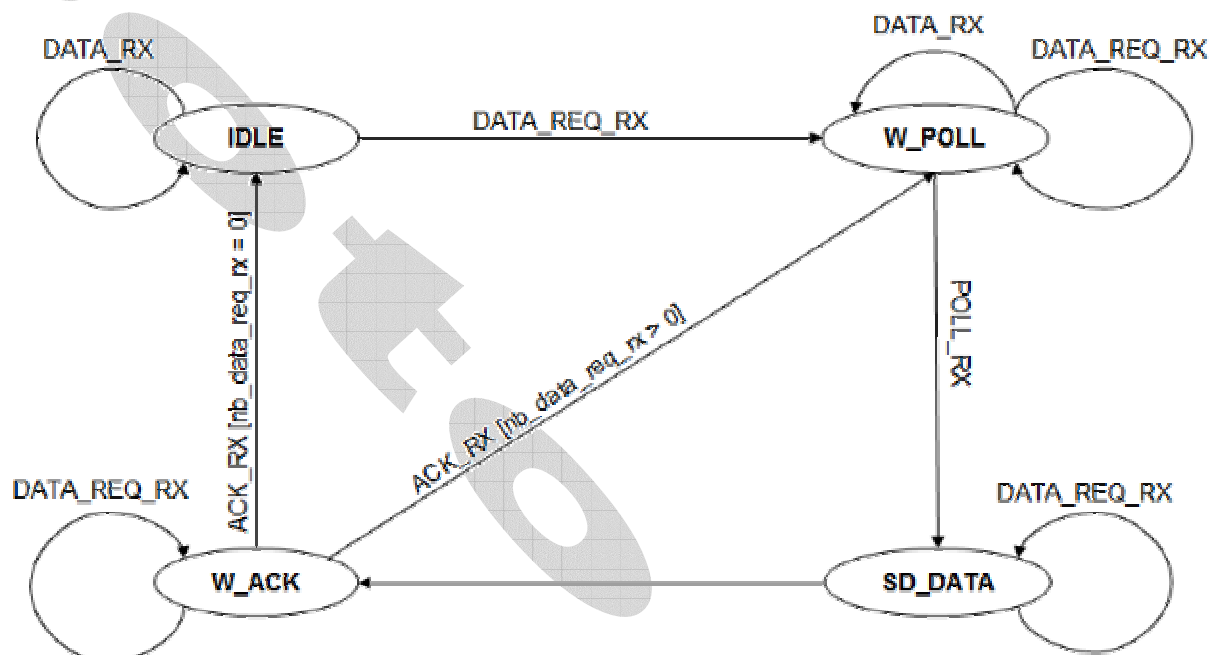 DATA_RX
DATA_RX
DATA_REQ_RX
IDLE
DATA_REQ_RX
W_POLL
ACK_RX [nb_data_req_rx = 0]
ACK_RX [nb_data_req_rx > 0]
POLL_RX
DATA_REQ_RX
DATA_REQ_RX
W_ACK
SD_DATA